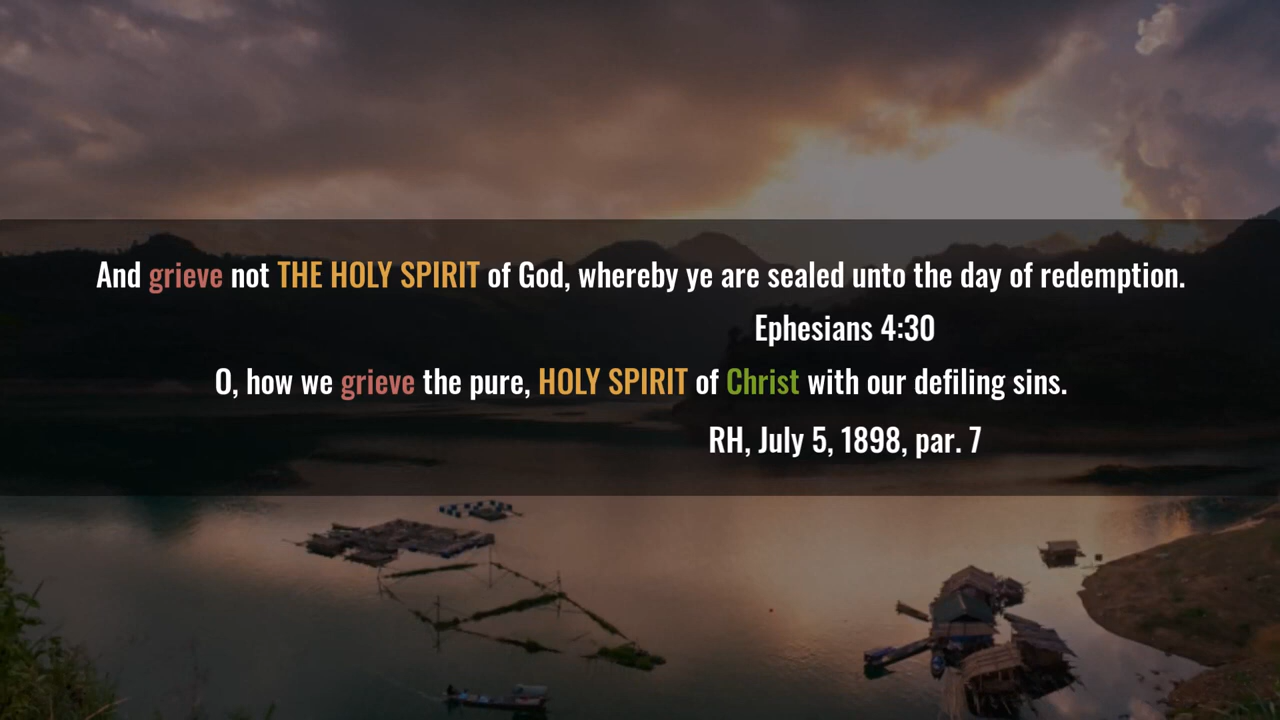 And grieve not THE HOLY SPIRIT of God, whereby ye are sealed unto the day of redemption.
Ephesians 4:30
O, how we grieve the pure, HOLY SPIRIT of Christ with our defiling sins.
RH, July 5, 1898, par. 7